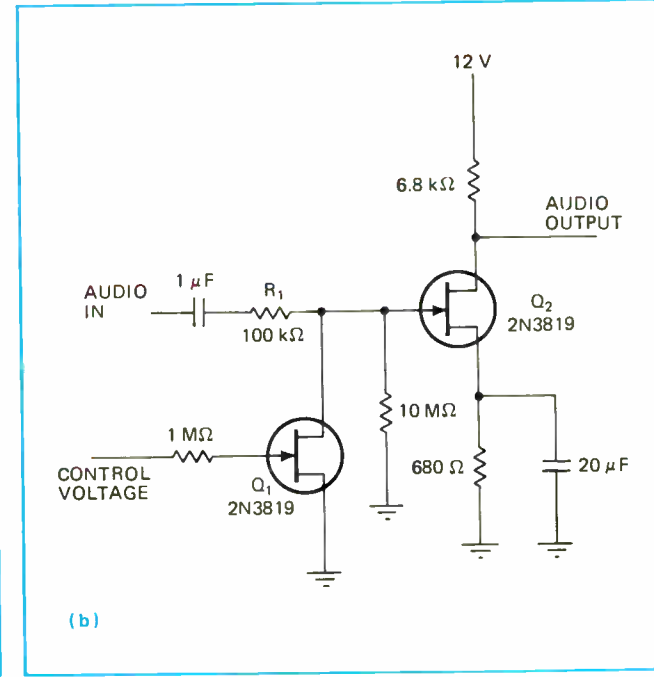 12 V
6.8 kΩ
AUDIO
OUTPUT
1 μF
R1
AUDIO
IN
100 kΩ
Q2
2N3819
1 MΩ
10 MΩ
CONTROL
VOLTAGE
Q1
2N3819
680 Ω
20 μF
(b)